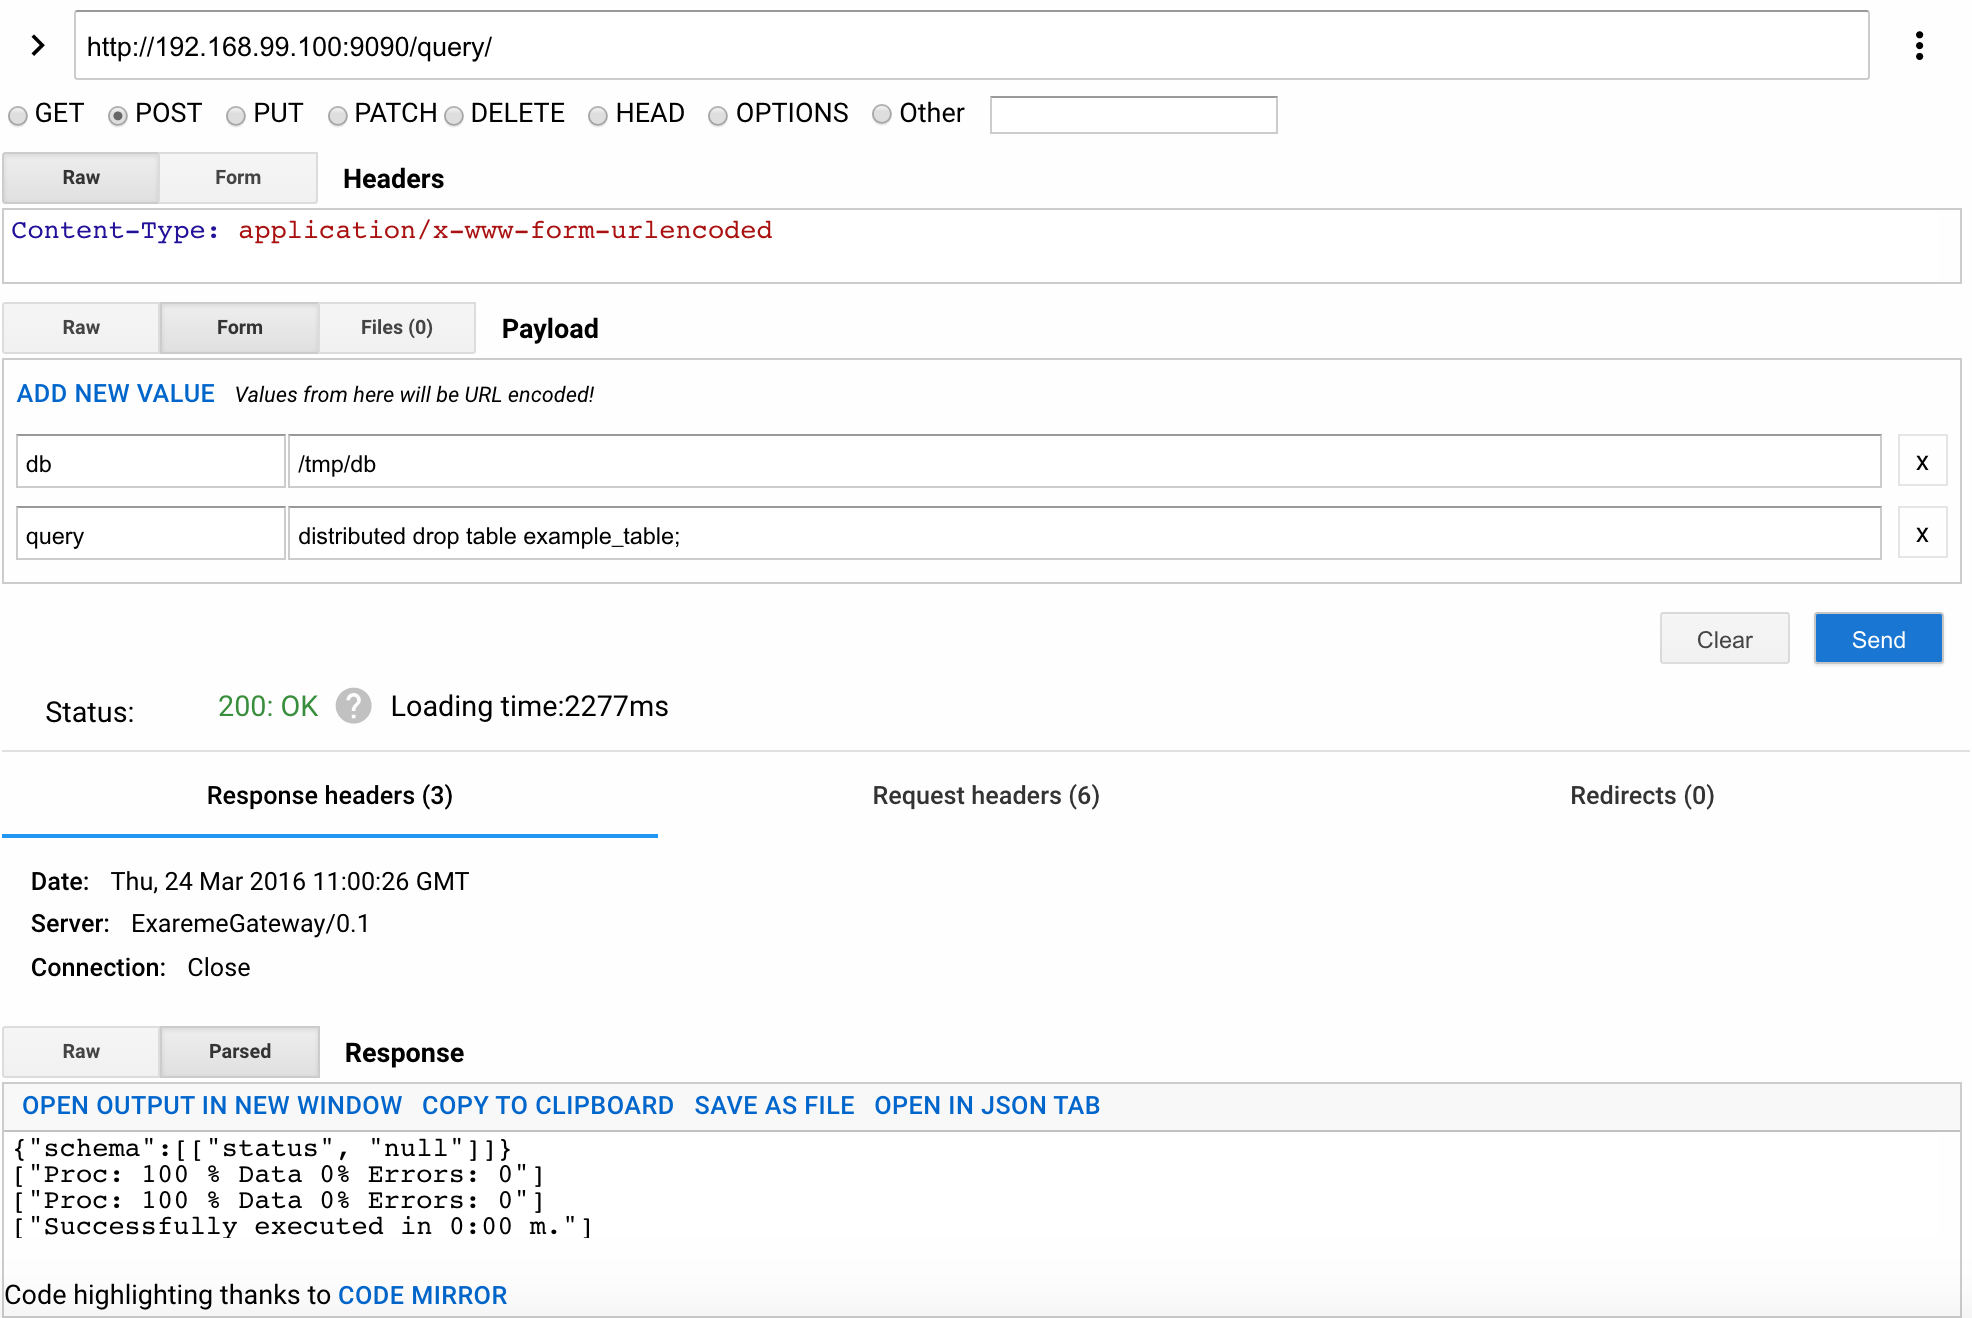 http://192.168.99.100:9090/query/
GET POST PUT PATCH DELETE HEAD OPTIONS Other
Raw Form Headers
Content-Type: application/x-www-form-urlencoded
Raw Form Files (0) Payload
ADD NEW VALUE Values from here will be URL encoded!
db /tmp/db x
query distributed drop table example_table; x
Clear Send
Status: 200: OK ? Loading time:2277ms
Response headers (3) Request headers (6) Redirects (0)
Date: Thu, 24 Mar 2016 11:00:26 GMT
Server: ExaremeGateway/0.1
Connection: Close
Raw Parsed Response
OPEN OUTPUT IN NEW WINDOW COPY TO CLIPBOARD SAVE AS FILE OPEN IN JSON TAB
{"schema":[["status", "null"]]}
["Proc: 100 % Data 0% Errors: 0"]
["Proc: 100 % Data 0% Errors: 0"]
["Successfully executed in 0:00 m."]
Code highlighting thanks to CODE MIRROR